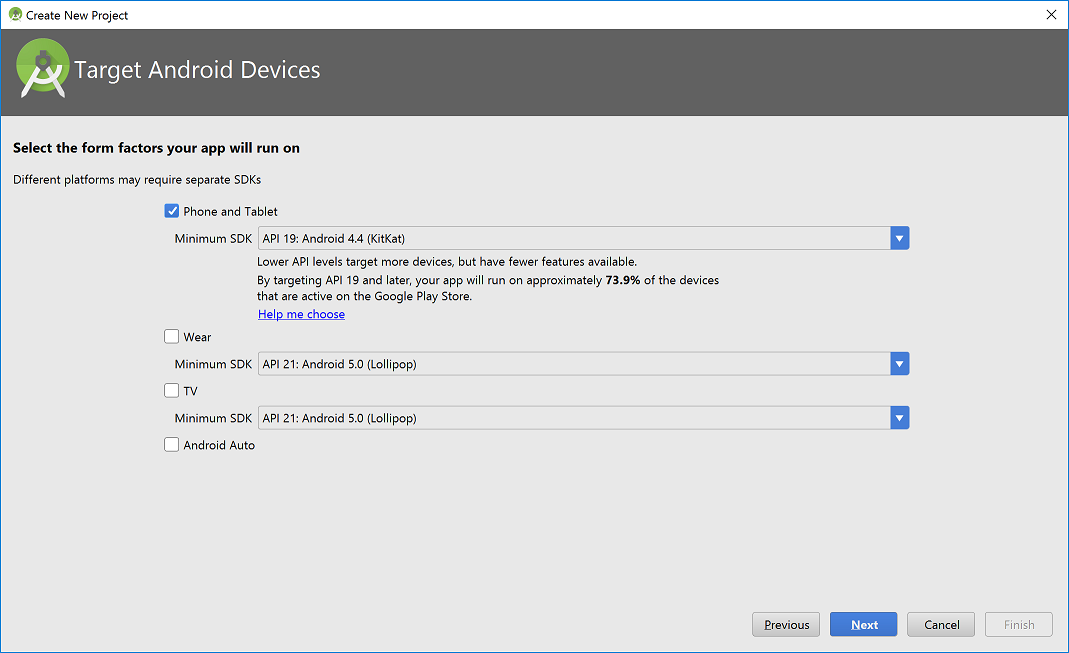 Create New Project
Target Android Devices
Select the form factors your app will run on
Different platforms may require separate SDKs
Phone and Tablet
Minimum SDK API 19: Android 4.4 (KitKat)
Lower API levels target more devices, but have fewer features available.
By targeting API 19 and later, your app will run on approximately 73.9% of the devices
that are active on the Google Play Store.
Help me choose
Wear
Minimum SDK API 21: Android 5.0 (Lollipop)
TV
Minimum SDK API 21: Android 5.0 (Lollipop)
Android Auto
Previous Next Cancel Finish